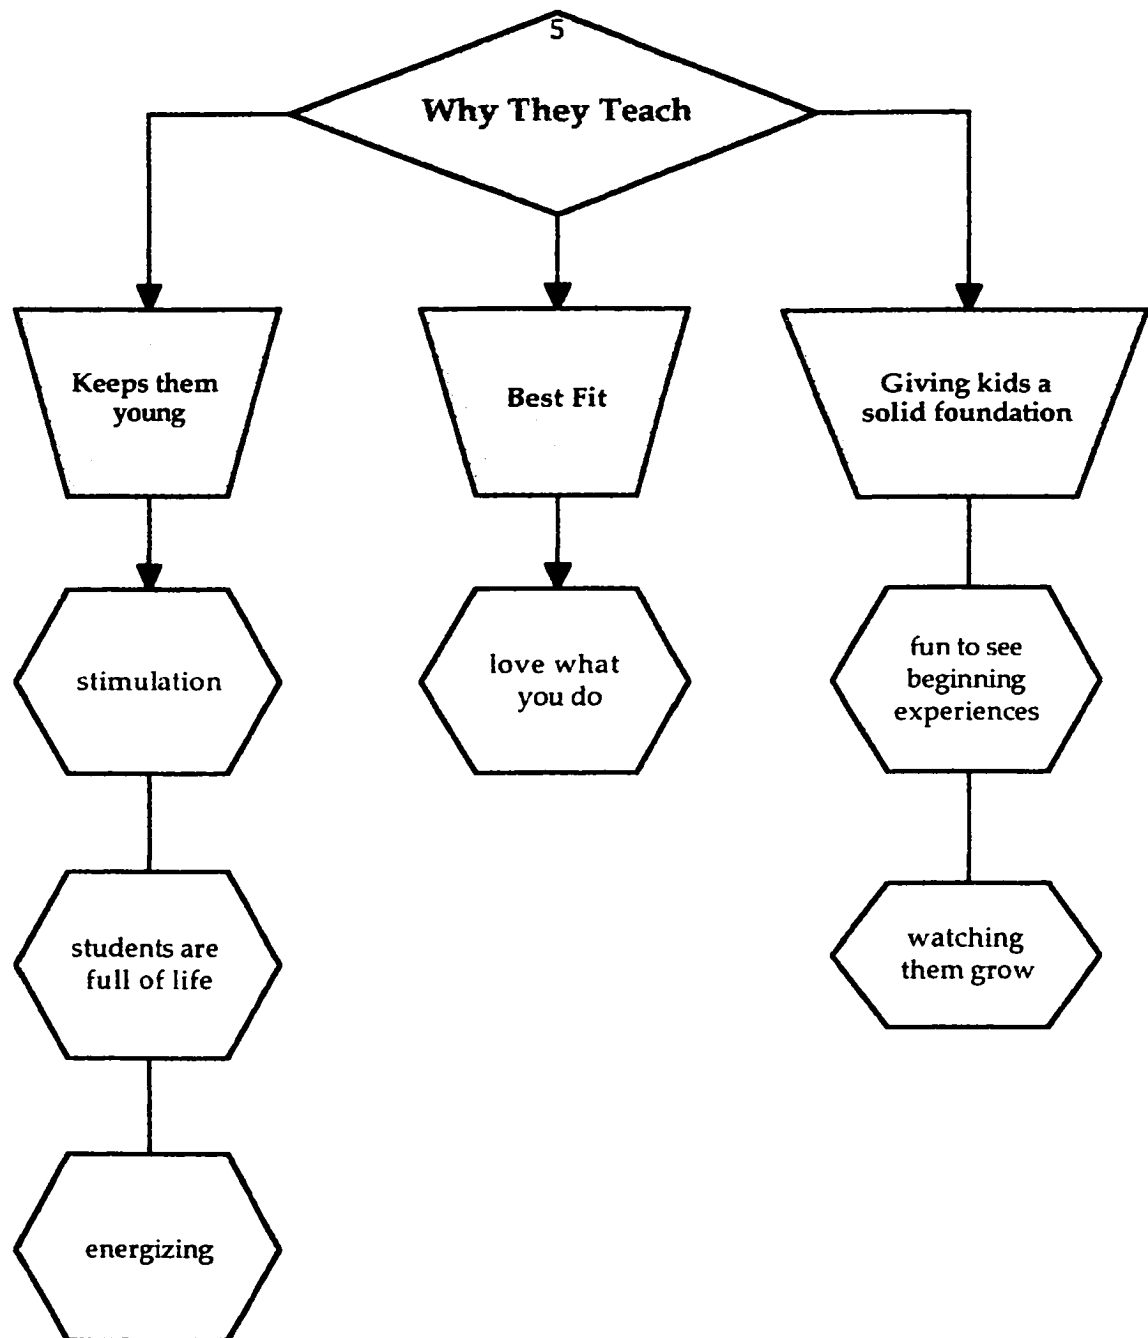 5
Why They Teach
Keeps them
young
Best Fit
Giving kids a
solid foundation
stimulation
love what
you do
fun to see
beginning
experiences
students are
full of life
watching
them grow
energizing